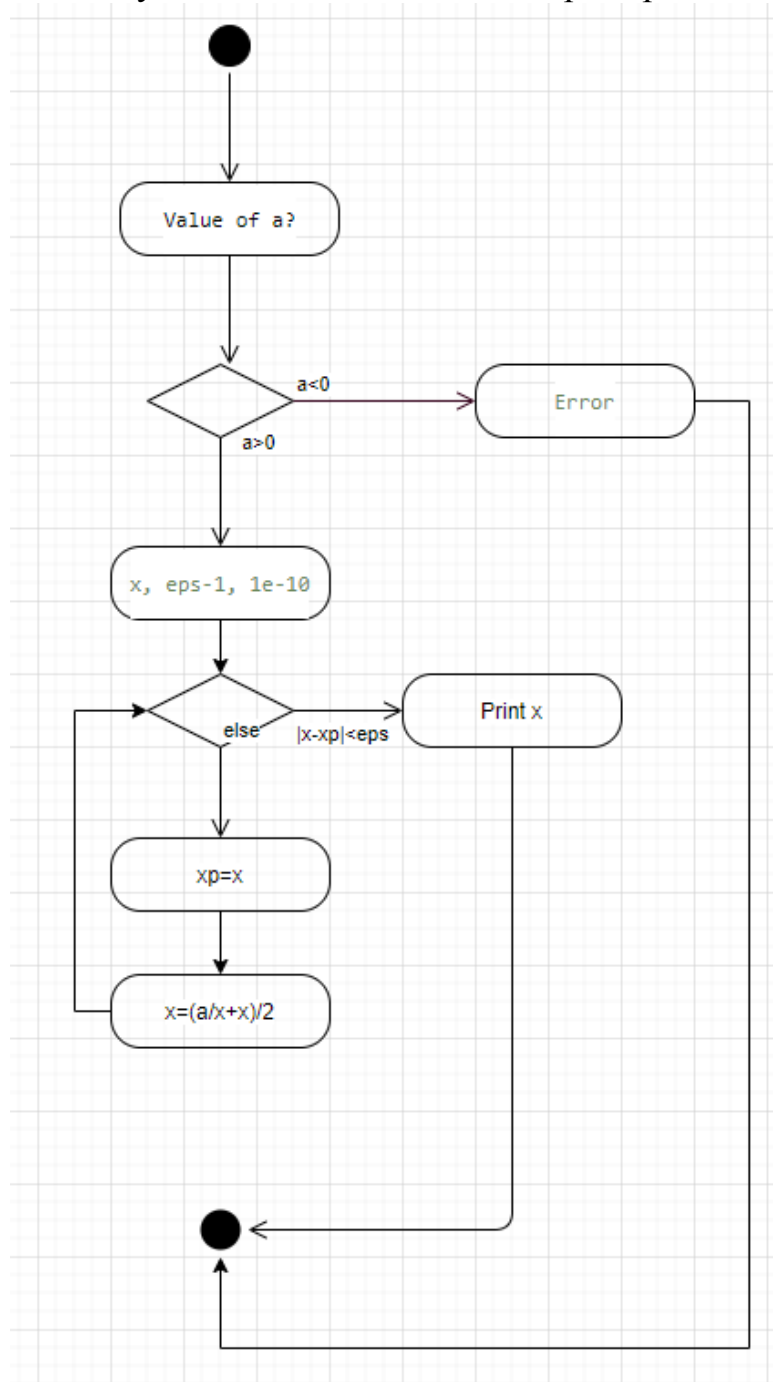 Value of a?
a<0
Error
a>0
x, eps-1, 1e-10
else
|x-xp|<eps
Print x
xp=x
x=(a/x+x)/2